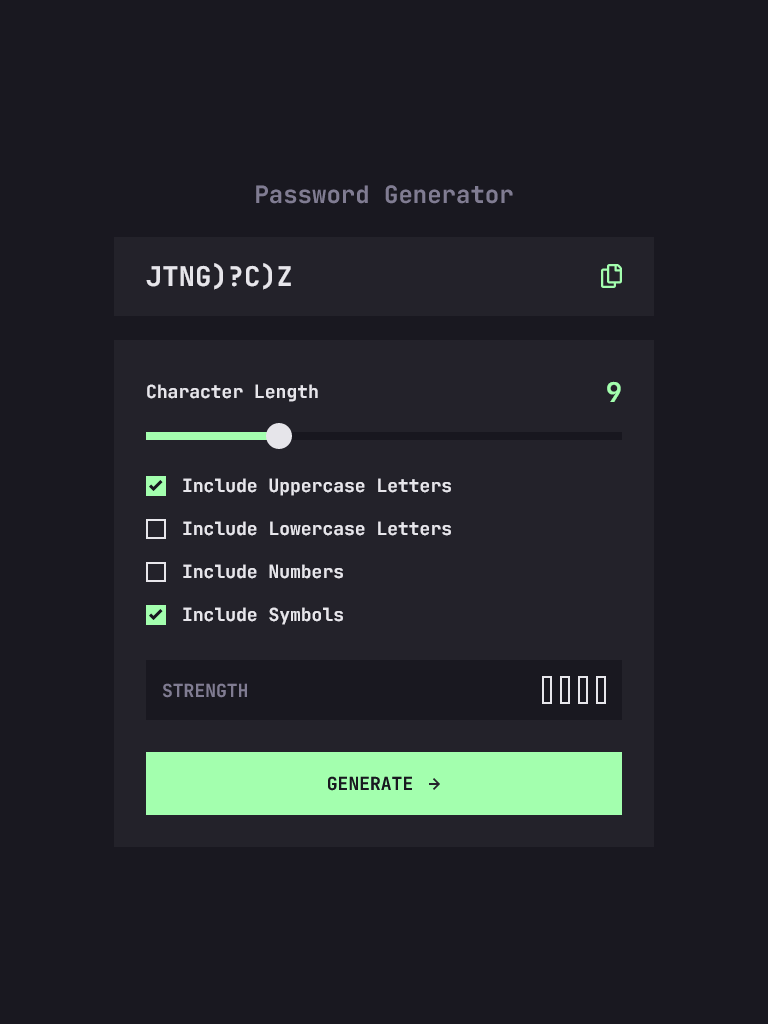 Password Generator
JTNG)?C)Z
Character Length 9
Include Uppercase Letters
Include Lowercase Letters
Include Numbers
Include Symbols
STRENGTH
GENERATE →